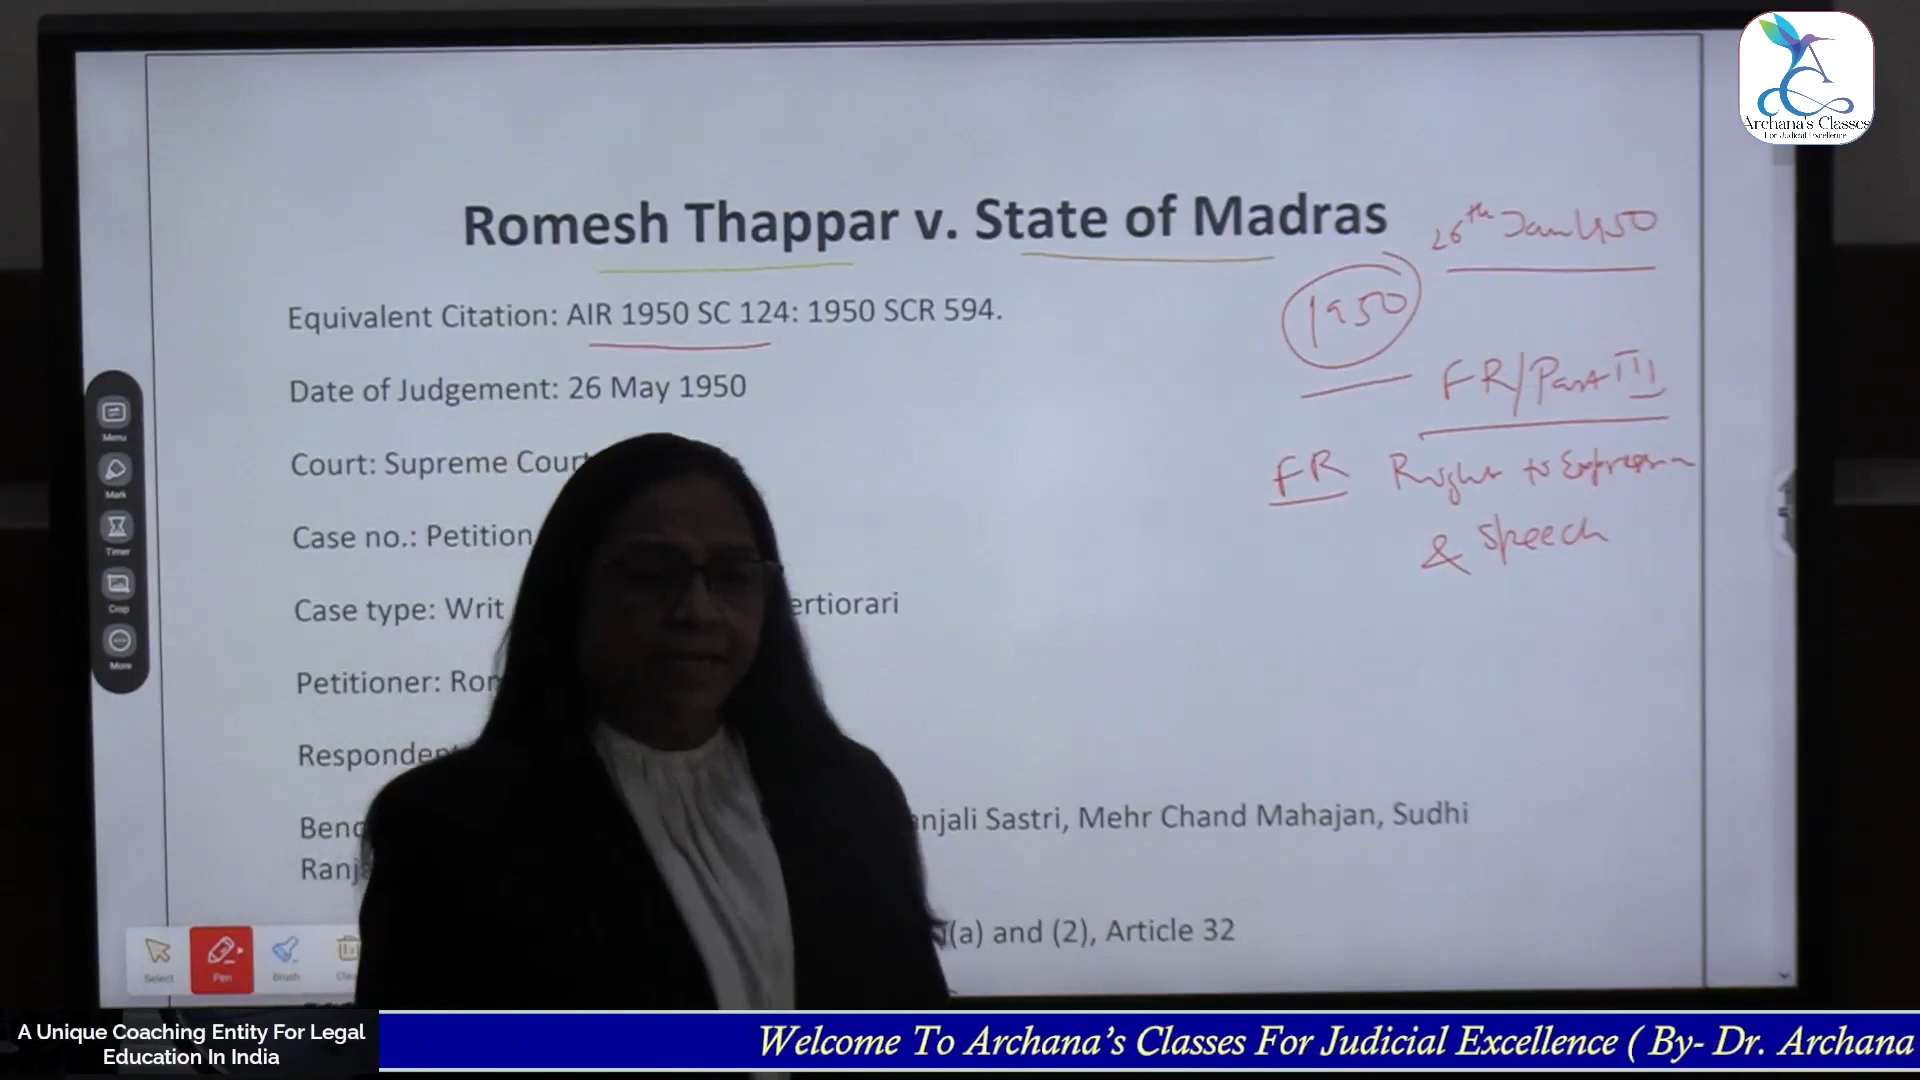 Archana's Classes
For Judicial Excellence
Romesh Thappar v. State of Madras
26th Jan 1950
Equivalent Citation: AIR 1950 SC 124: 1950 SCR 594.
1950
Date of Judgement: 26 May 1950
FR/Part III
Court: Supreme Cour
FR Right to Expression
& Speech
Case no.: Petition
Case type: Writ ertiorari
Petitioner: Ro
Responden
Ben anjali Sastri, Mehr Chand Mahajan, Sudhi
Ranj
(a) and (2), Article 32
Menu
Mark
Timer
Crop
More
Select
Pen
Brush
A Unique Coaching Entity For Legal
Education In India
Welcome To Archana's Classes For Judicial Excellence ( By- Dr. Archana